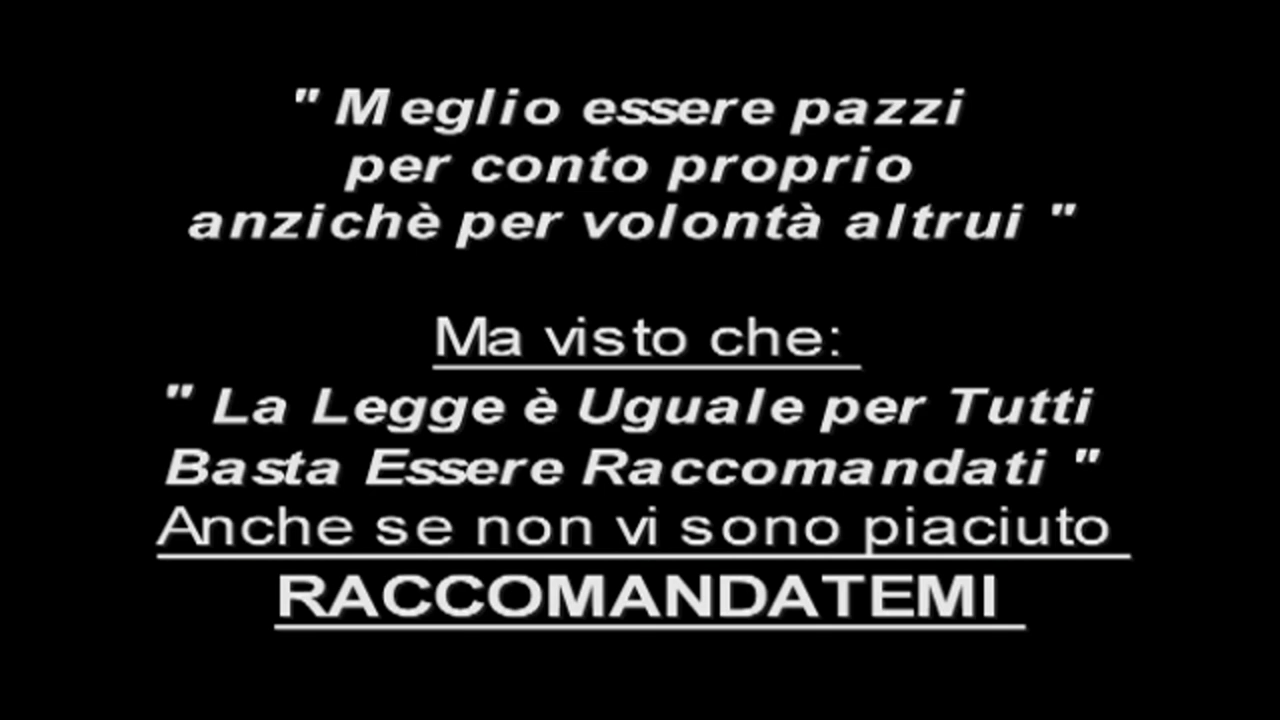 " Meglio essere pazzi
per conto proprio
anzichè per volontà altrui "
Ma visto che:
" La Legge è Uguale per Tutti
Basta Essere Raccomandati "
Anche se non vi sono piaciuto
RACCOMANDATEMI